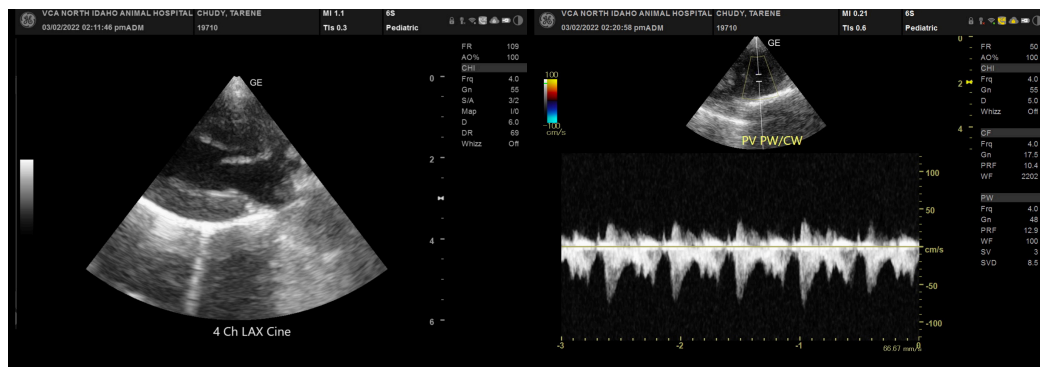 VCA NORTH IDAHO ANIMAL HOSPITAL CHUDY, TARENE MI 1.1 6S
03/02/2022 02:11:46 pmADM 19710 TIs 0.3 Pediatric
GE
FR 109
AO% 100
CHI
Frq 4.0
Gn 55
S/A 3/2
Map I/0
D 6.0
DR 69
Whizz Off
0
2
4
6
4 Ch LAX Cine
VCA NORTH IDAHO ANIMAL HOSPITAL CHUDY, TARENE MI 0.21 6S
03/02/2022 02:20:58 pmADM 19710 TIs 0.6 Pediatric
GE
100
-100
cm/s
0
2
4
PV PW/CW
FR 50
AO% 100
CHI
Frq 4.0
Gn 55
D 5.0
Whizz Off
CF
Frq 4.0
Gn 17.5
PRF 10.4
WF 2202
PW
Frq 4.0
Gn 48
PRF 12.9
WF 100
SV 3
SVD 8.5
100
50
cm/s
-50
-100
-3 -2 -1 0
66.67 mm/s